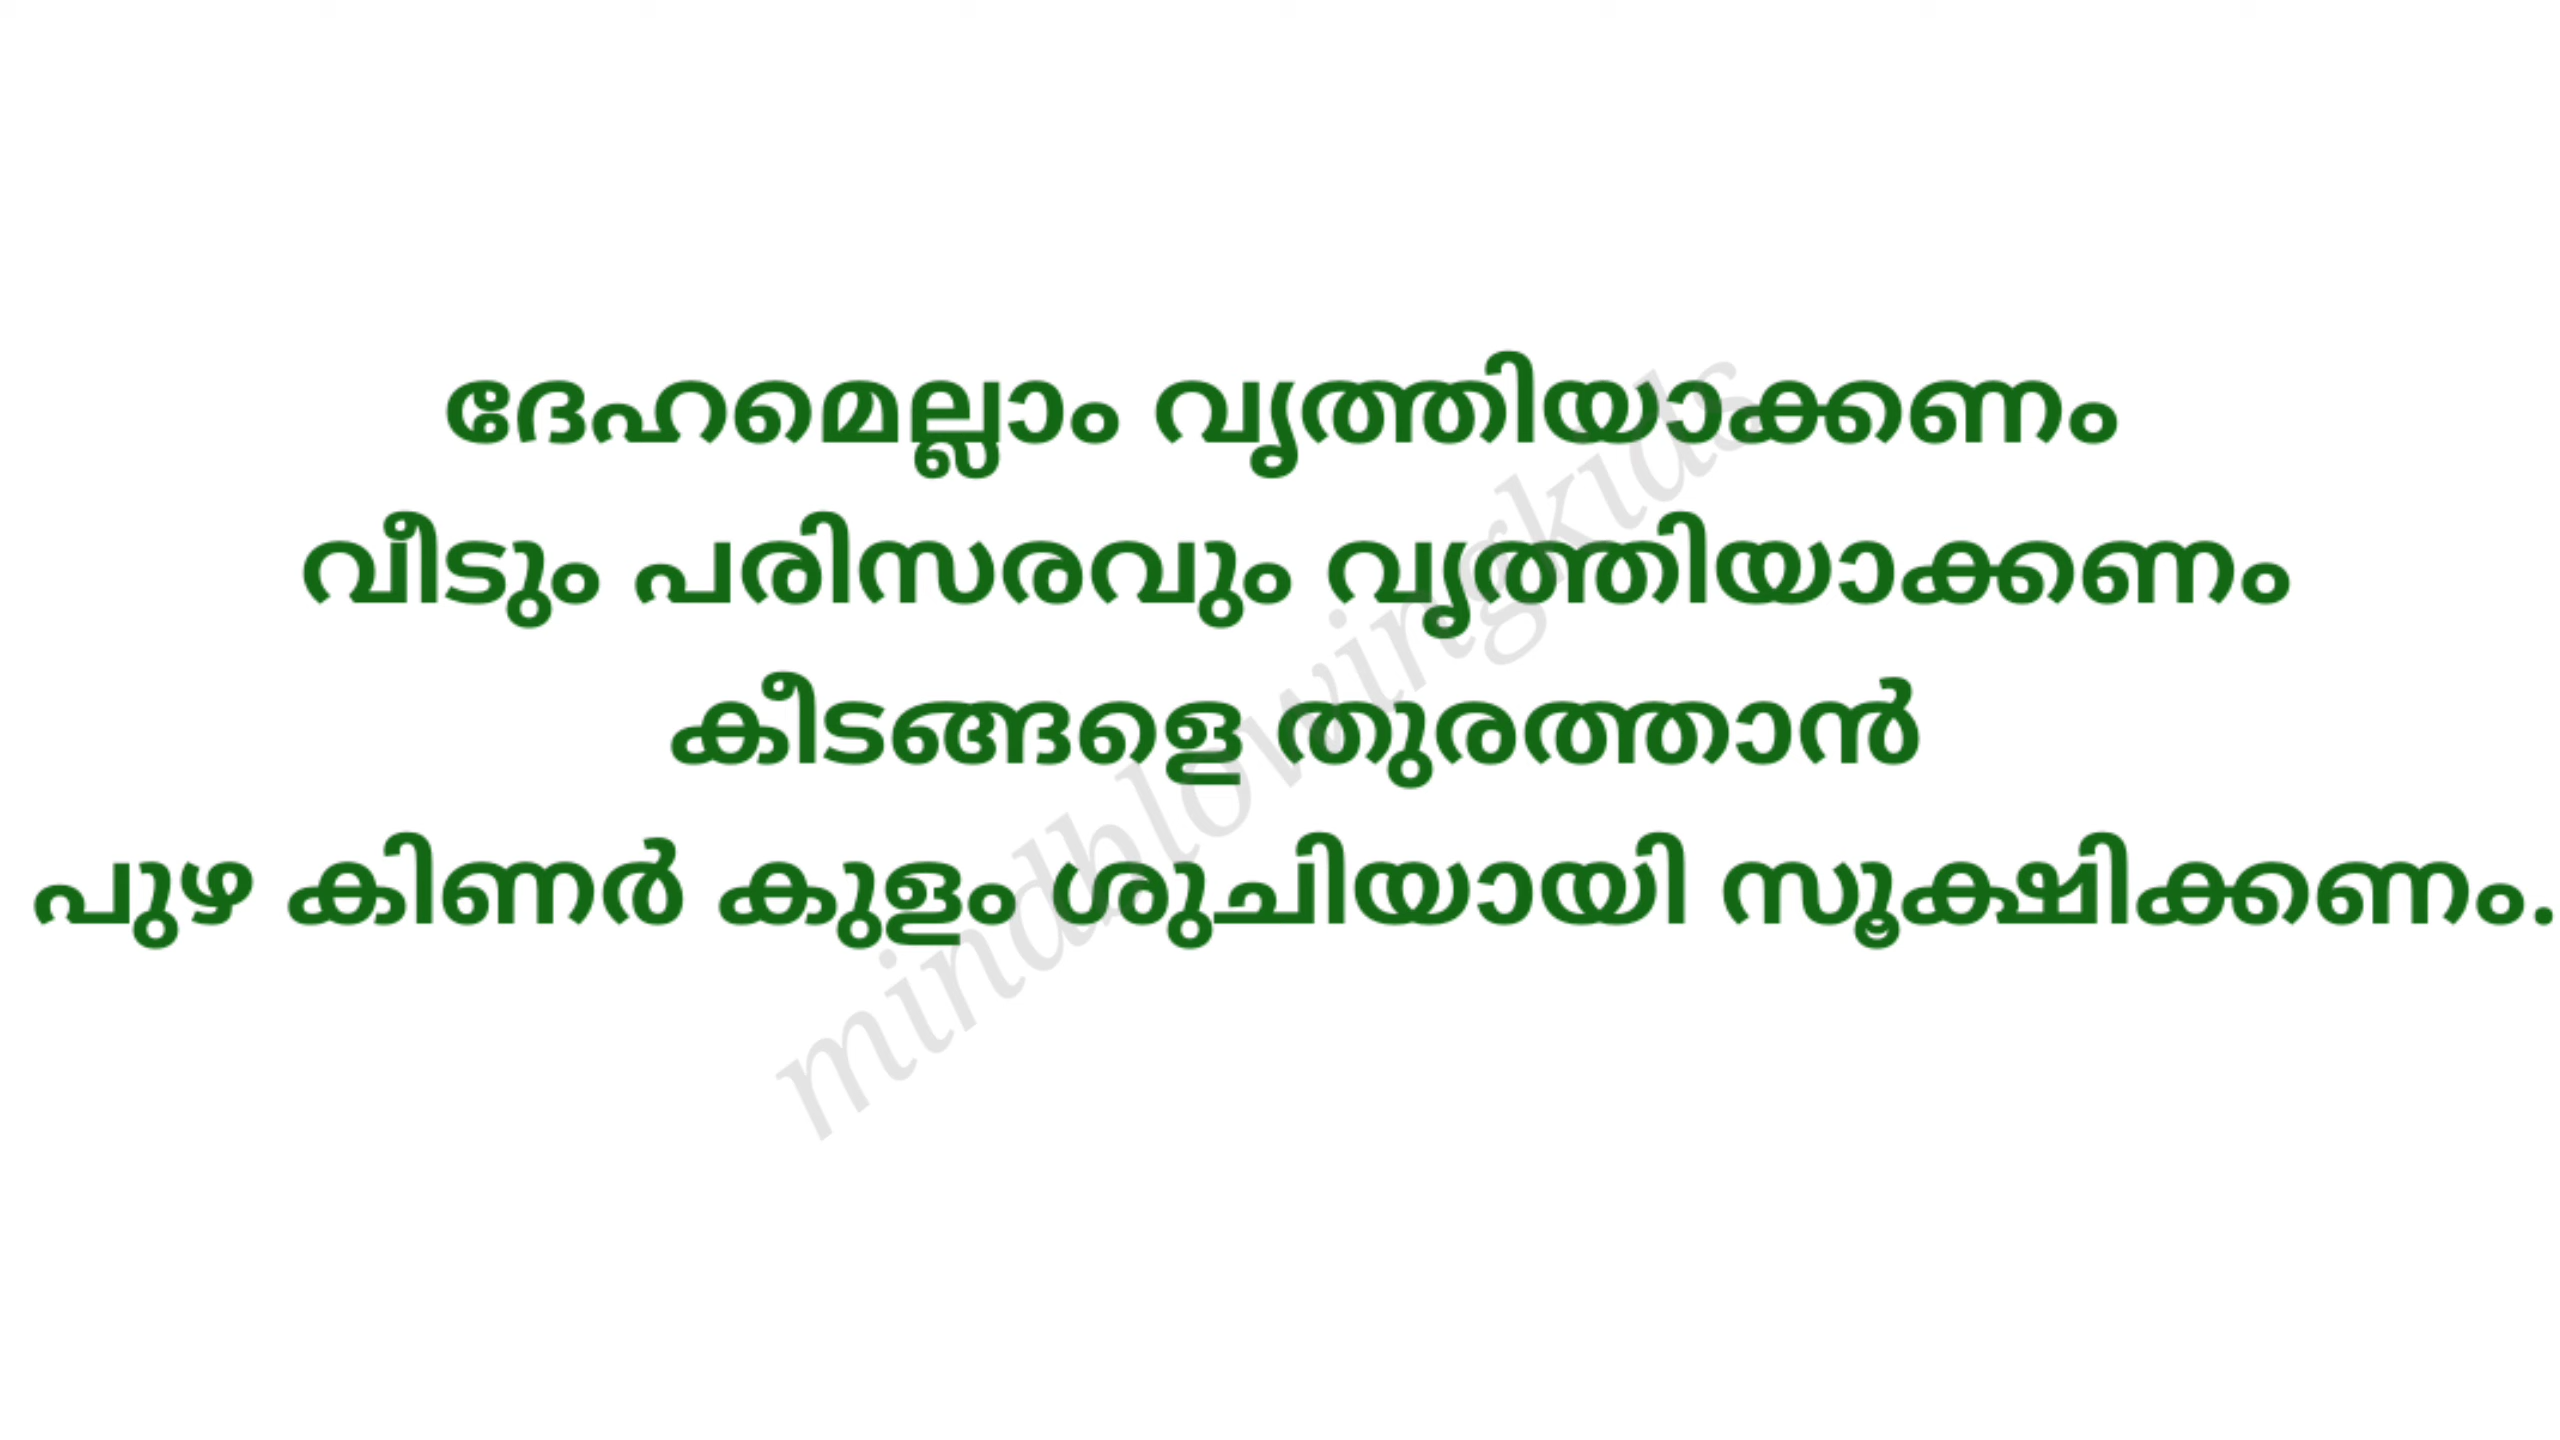 ദേഹമെല്ലാം വൃത്തിയാക്കണം
വീടും പരിസരവും വൃത്തിയാക്കണം
കീടങ്ങളെ തുരത്താൻ
പുഴ കിണർ കുളം ശുചിയായി സൂക്ഷിക്കണം.
mindblowingkids